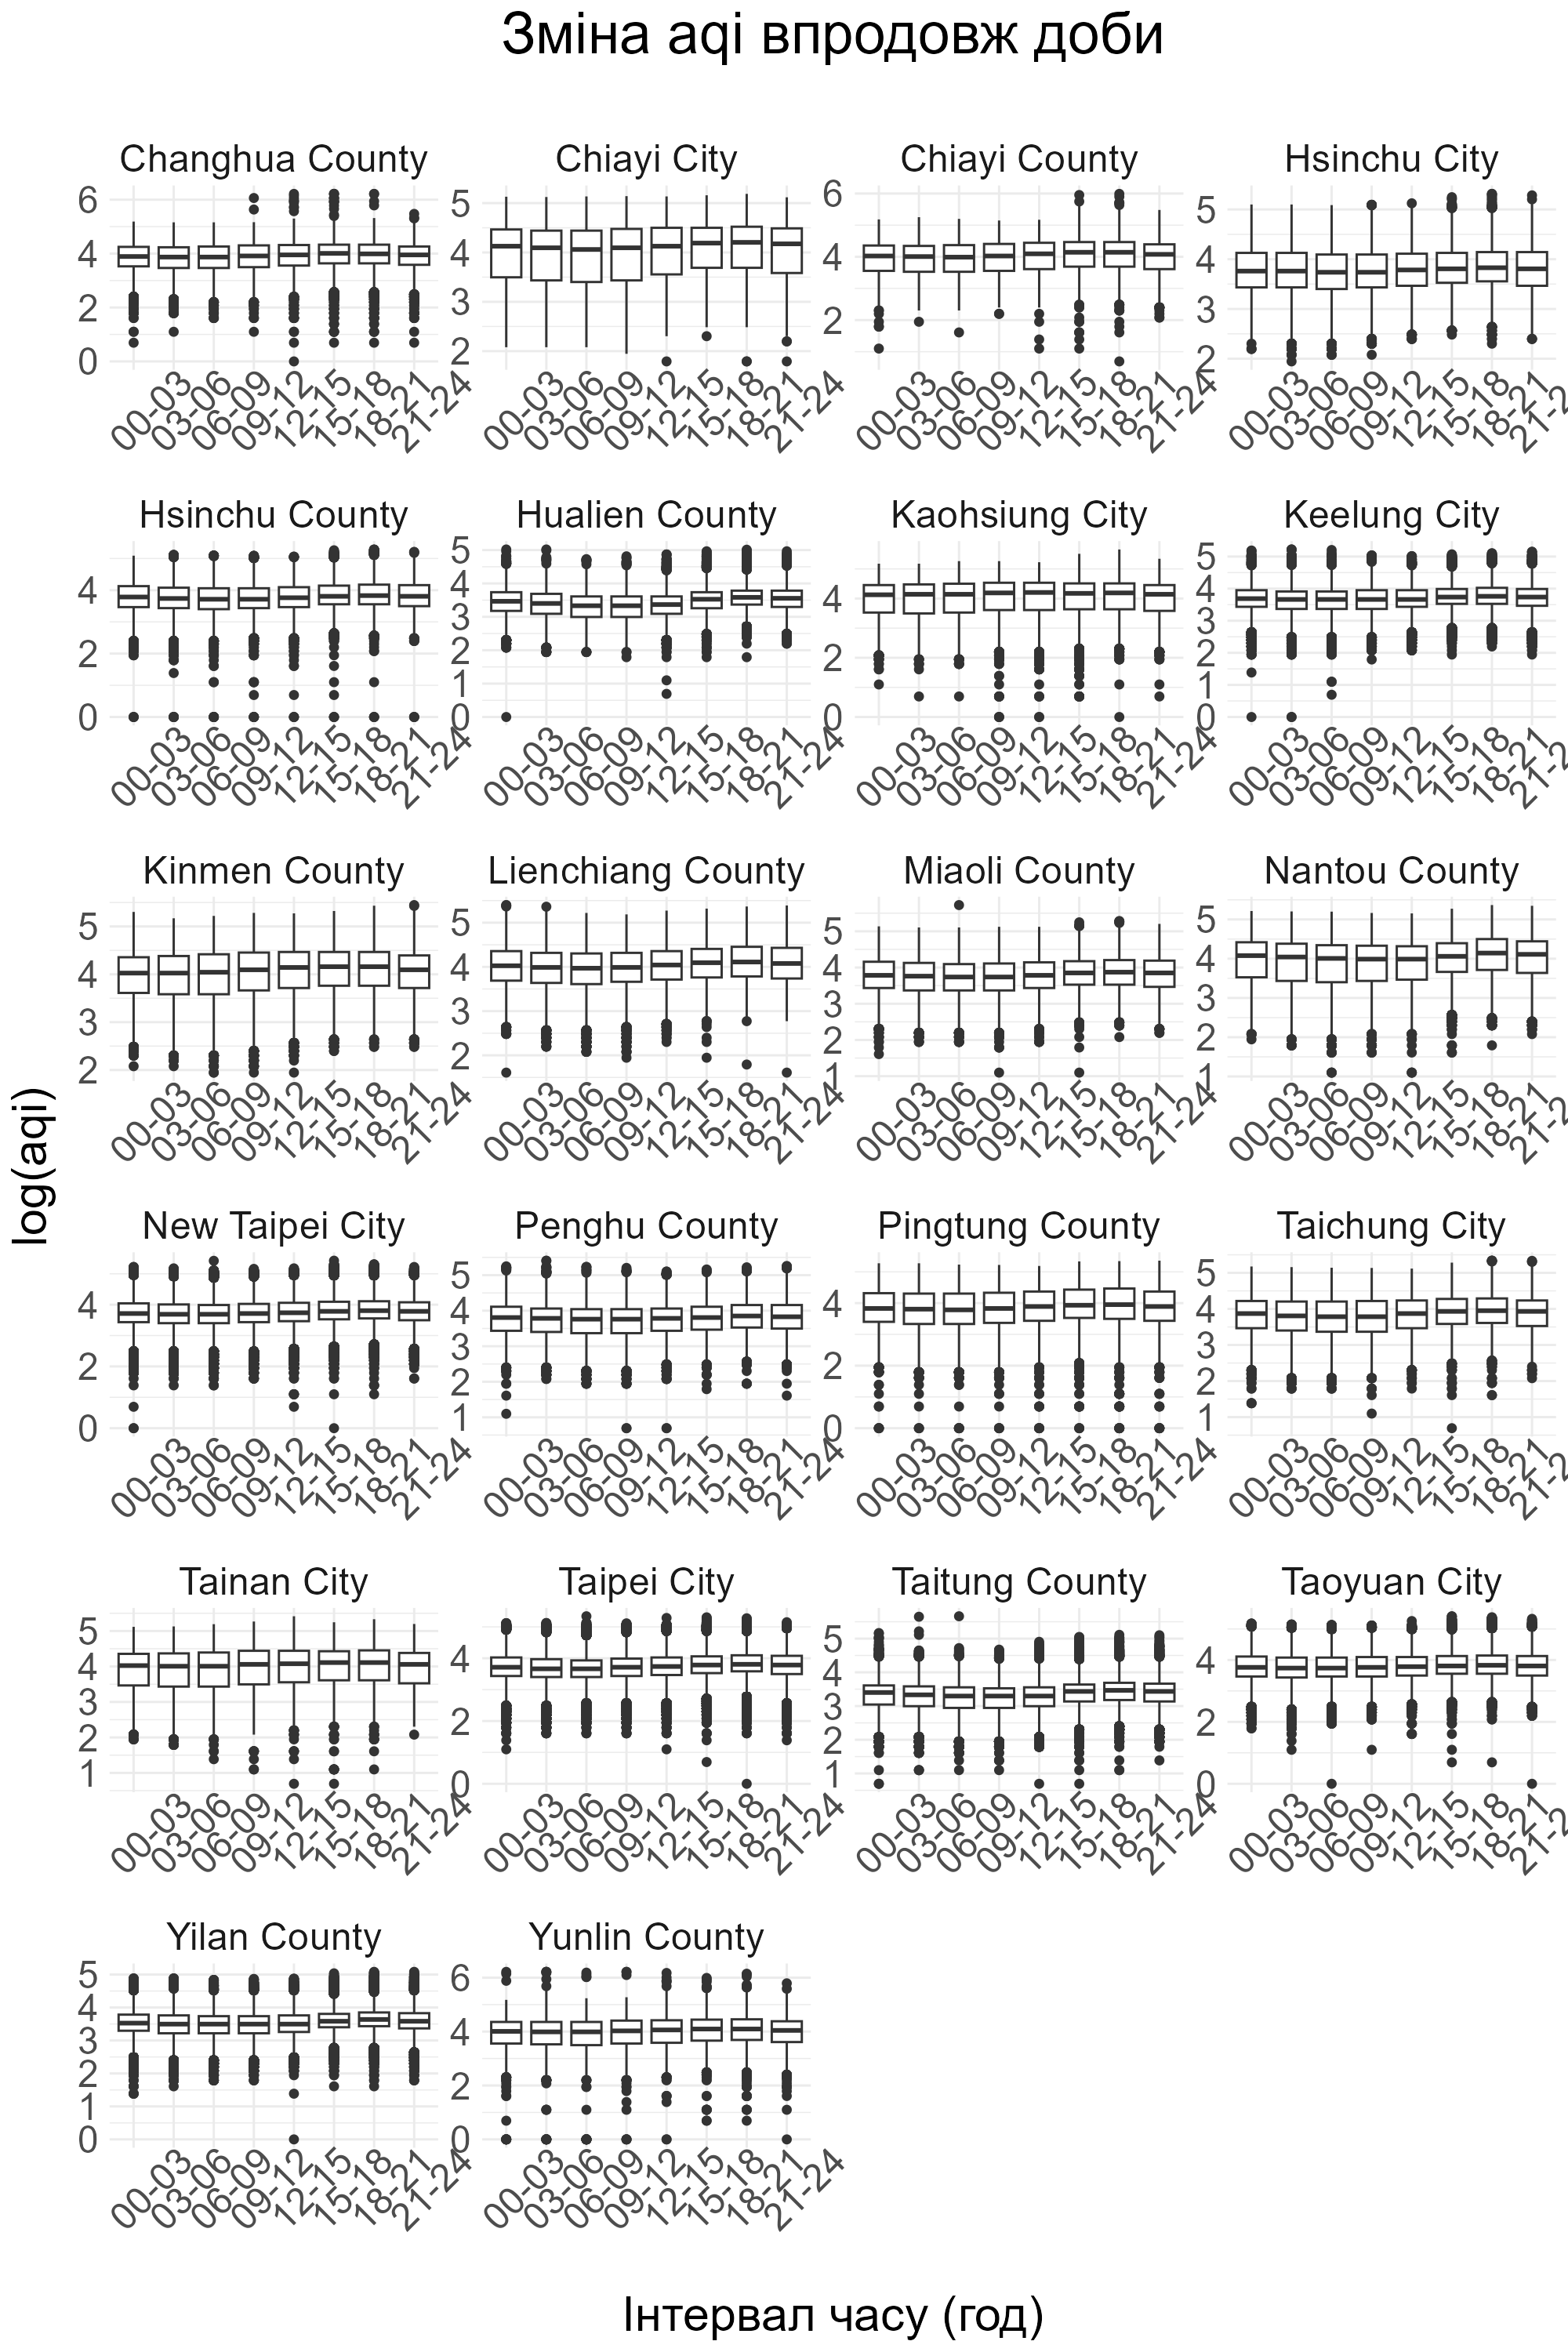 Зміна aqi впродовж доби
Changhua County Chiayi City Chiayi County Hsinchu City
6 4 2 0
5 4 3 2
6 4 2
5 4 3 2
00-03 03-06 06-09 09-12 12-15 15-18 18-21 21-24
00-03 03-06 06-09 09-12 12-15 15-18 18-21 21-24
00-03 03-06 06-09 09-12 12-15 15-18 18-21 21-24
00-03 03-06 06-09 09-12 12-15 15-18 18-21 21-2
Hsinchu County Hualien County Kaohsiung City Keelung City
4 2 0
5 4 3 2 1 0
4 2 0
5 4 3 2 1 0
00-03 03-06 06-09 09-12 12-15 15-18 18-21 21-24
00-03 03-06 06-09 09-12 12-15 15-18 18-21 21-24
00-03 03-06 06-09 09-12 12-15 15-18 18-21 21-24
00-03 03-06 06-09 09-12 12-15 15-18 18-21 21-2
Kinmen County Lienchiang County Miaoli County Nantou County
5 4 3 2
5 4 3 2
5 4 3 2 1
5 4 3 2 1
00-03 03-06 06-09 09-12 12-15 15-18 18-21 21-24
00-03 03-06 06-09 09-12 12-15 15-18 18-21 21-24
00-03 03-06 06-09 09-12 12-15 15-18 18-21 21-24
00-03 03-06 06-09 09-12 12-15 15-18 18-21 21-2
log(aqi)
New Taipei City Penghu County Pingtung County Taichung City
4 2 0
5 4 3 2 1
4 2 0
5 4 3 2 1
00-03 03-06 06-09 09-12 12-15 15-18 18-21 21-24
00-03 03-06 06-09 09-12 12-15 15-18 18-21 21-24
00-03 03-06 06-09 09-12 12-15 15-18 18-21 21-24
00-03 03-06 06-09 09-12 12-15 15-18 18-21 21-2
Tainan City Taipei City Taitung County Taoyuan City
5 4 3 2 1
4 2 0
5 4 3 2 1
4 2 0
00-03 03-06 06-09 09-12 12-15 15-18 18-21 21-24
00-03 03-06 06-09 09-12 12-15 15-18 18-21 21-24
00-03 03-06 06-09 09-12 12-15 15-18 18-21 21-24
00-03 03-06 06-09 09-12 12-15 15-18 18-21 21-2
Yilan County Yunlin County
5 4 3 2 1 0
6 4 2 0
00-03 03-06 06-09 09-12 12-15 15-18 18-21 21-24
00-03 03-06 06-09 09-12 12-15 15-18 18-21 21-24
Інтервал часу (год)